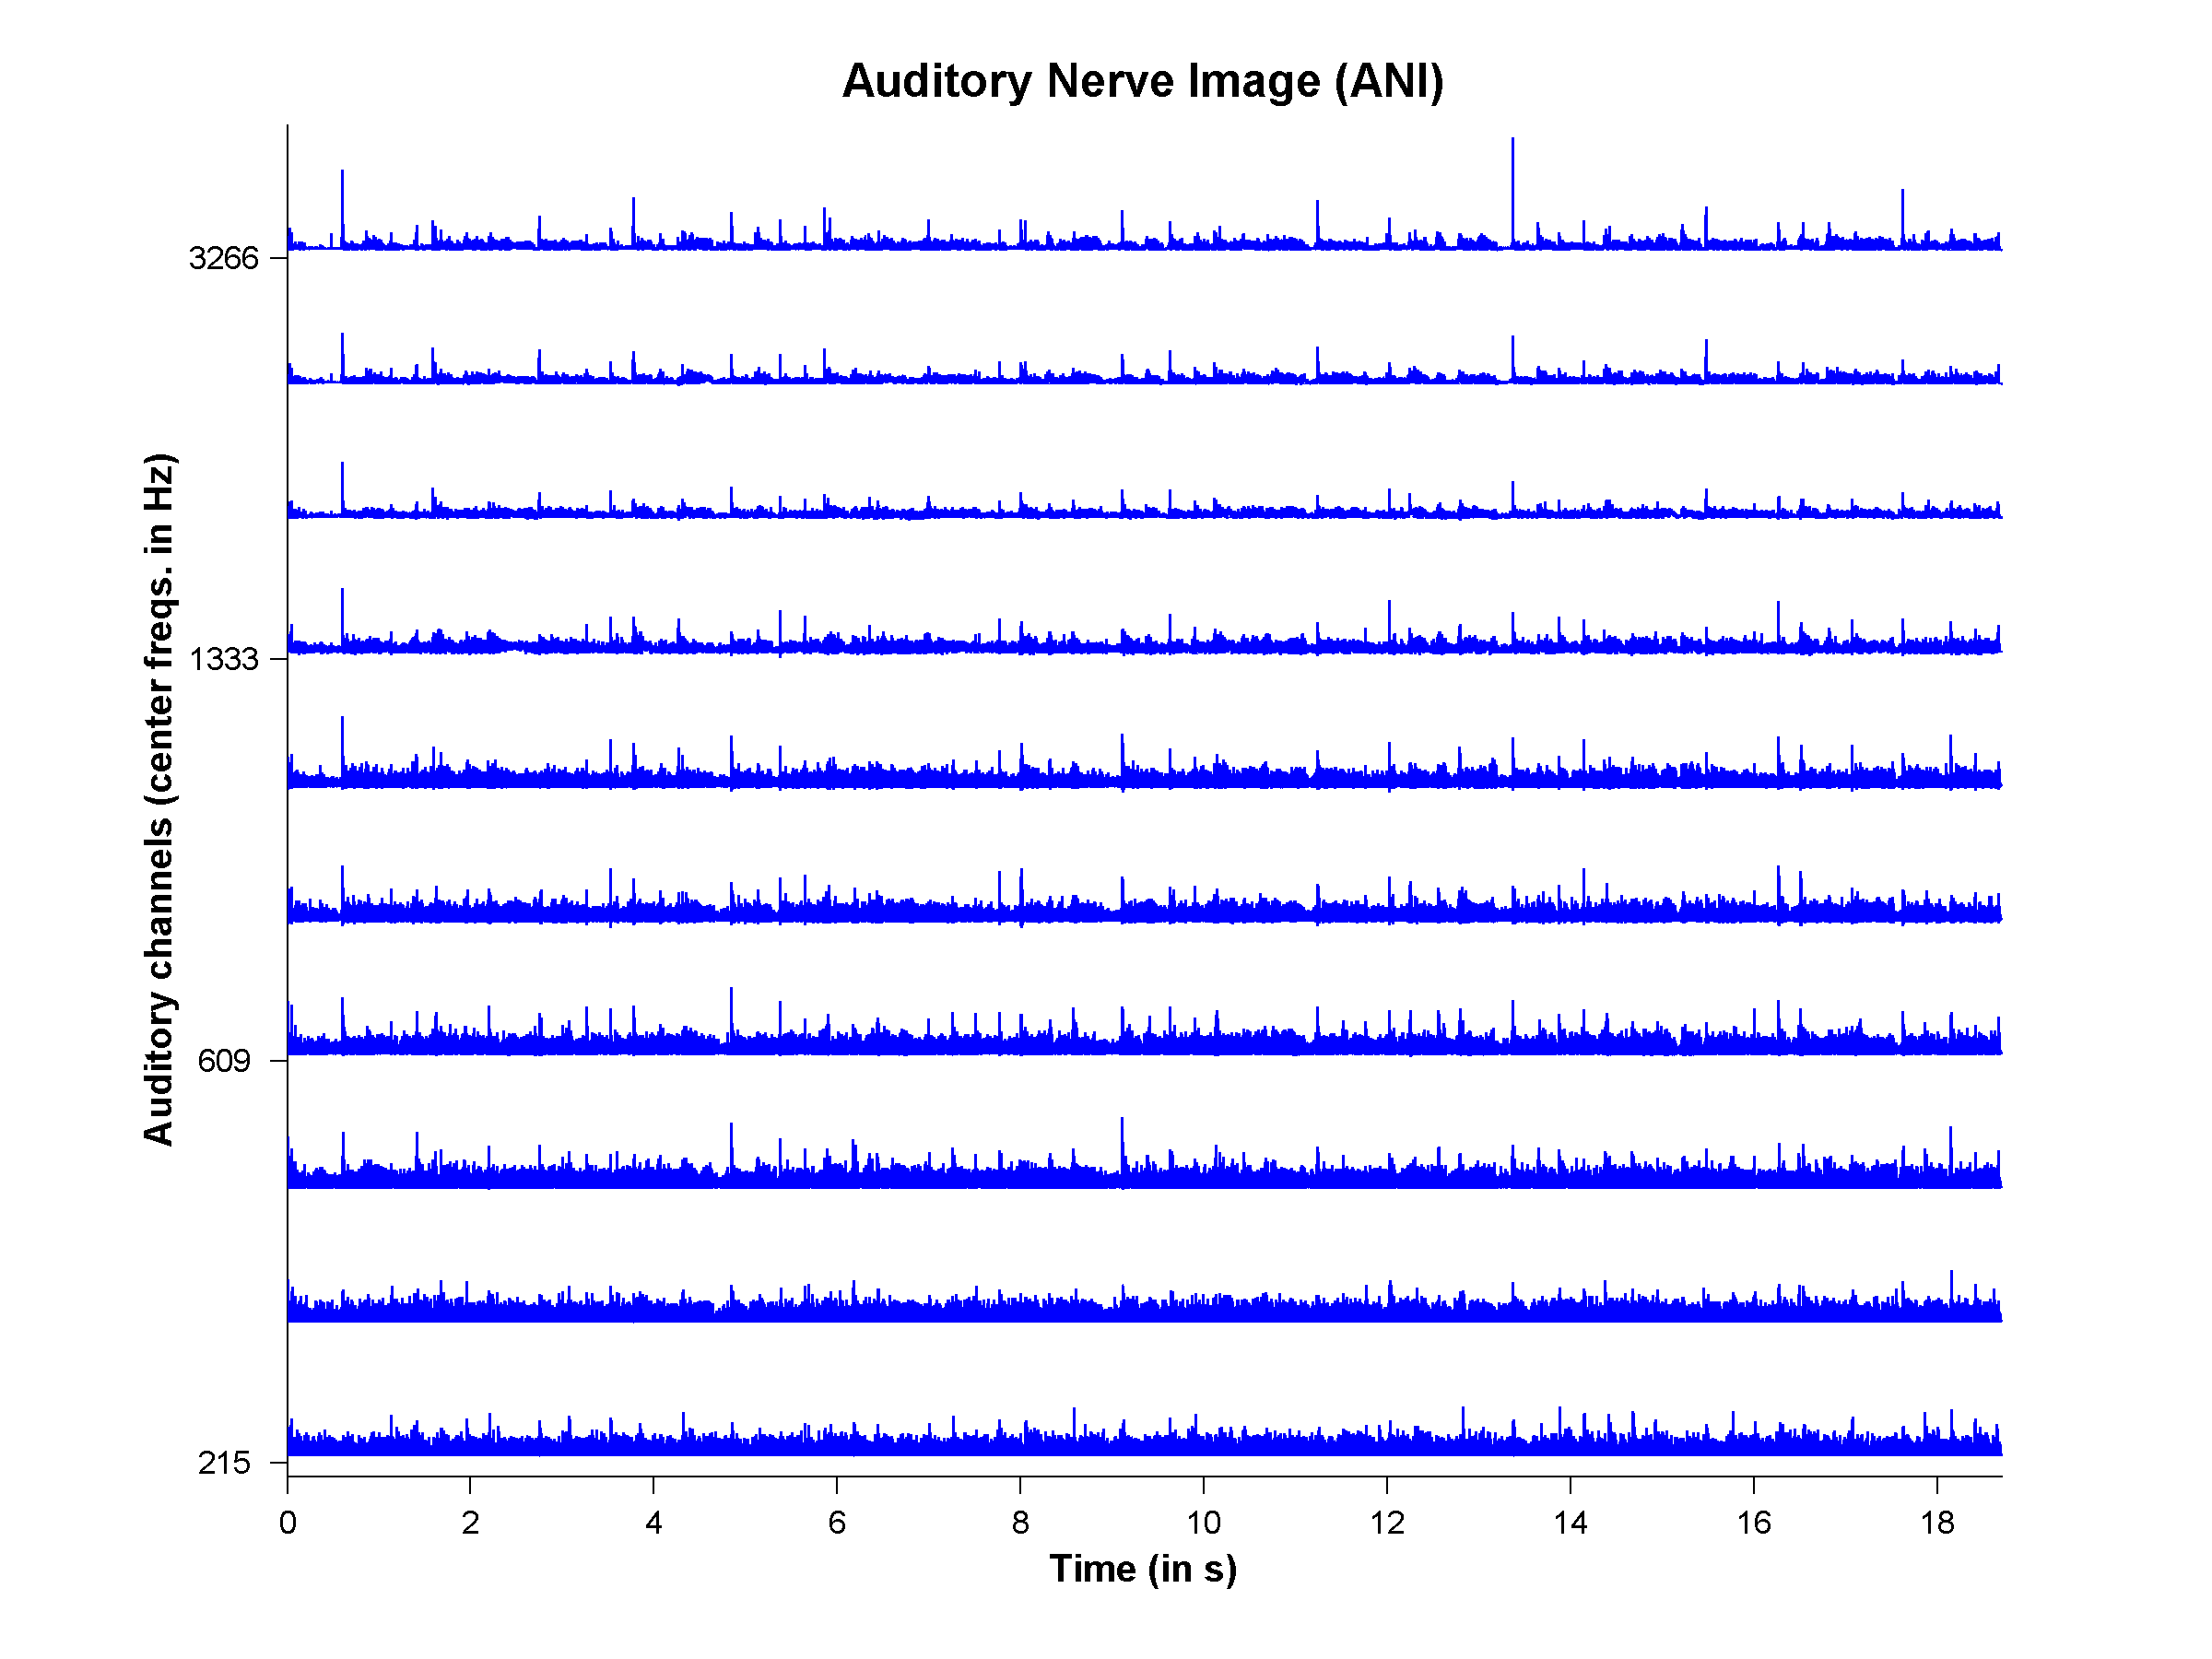 Auditory Nerve Image (ANI)
Auditory channels (center freqs. in Hz)
3266
1333
609
215
0 2 4 6 8 10 12 14 16 18
Time (in s)